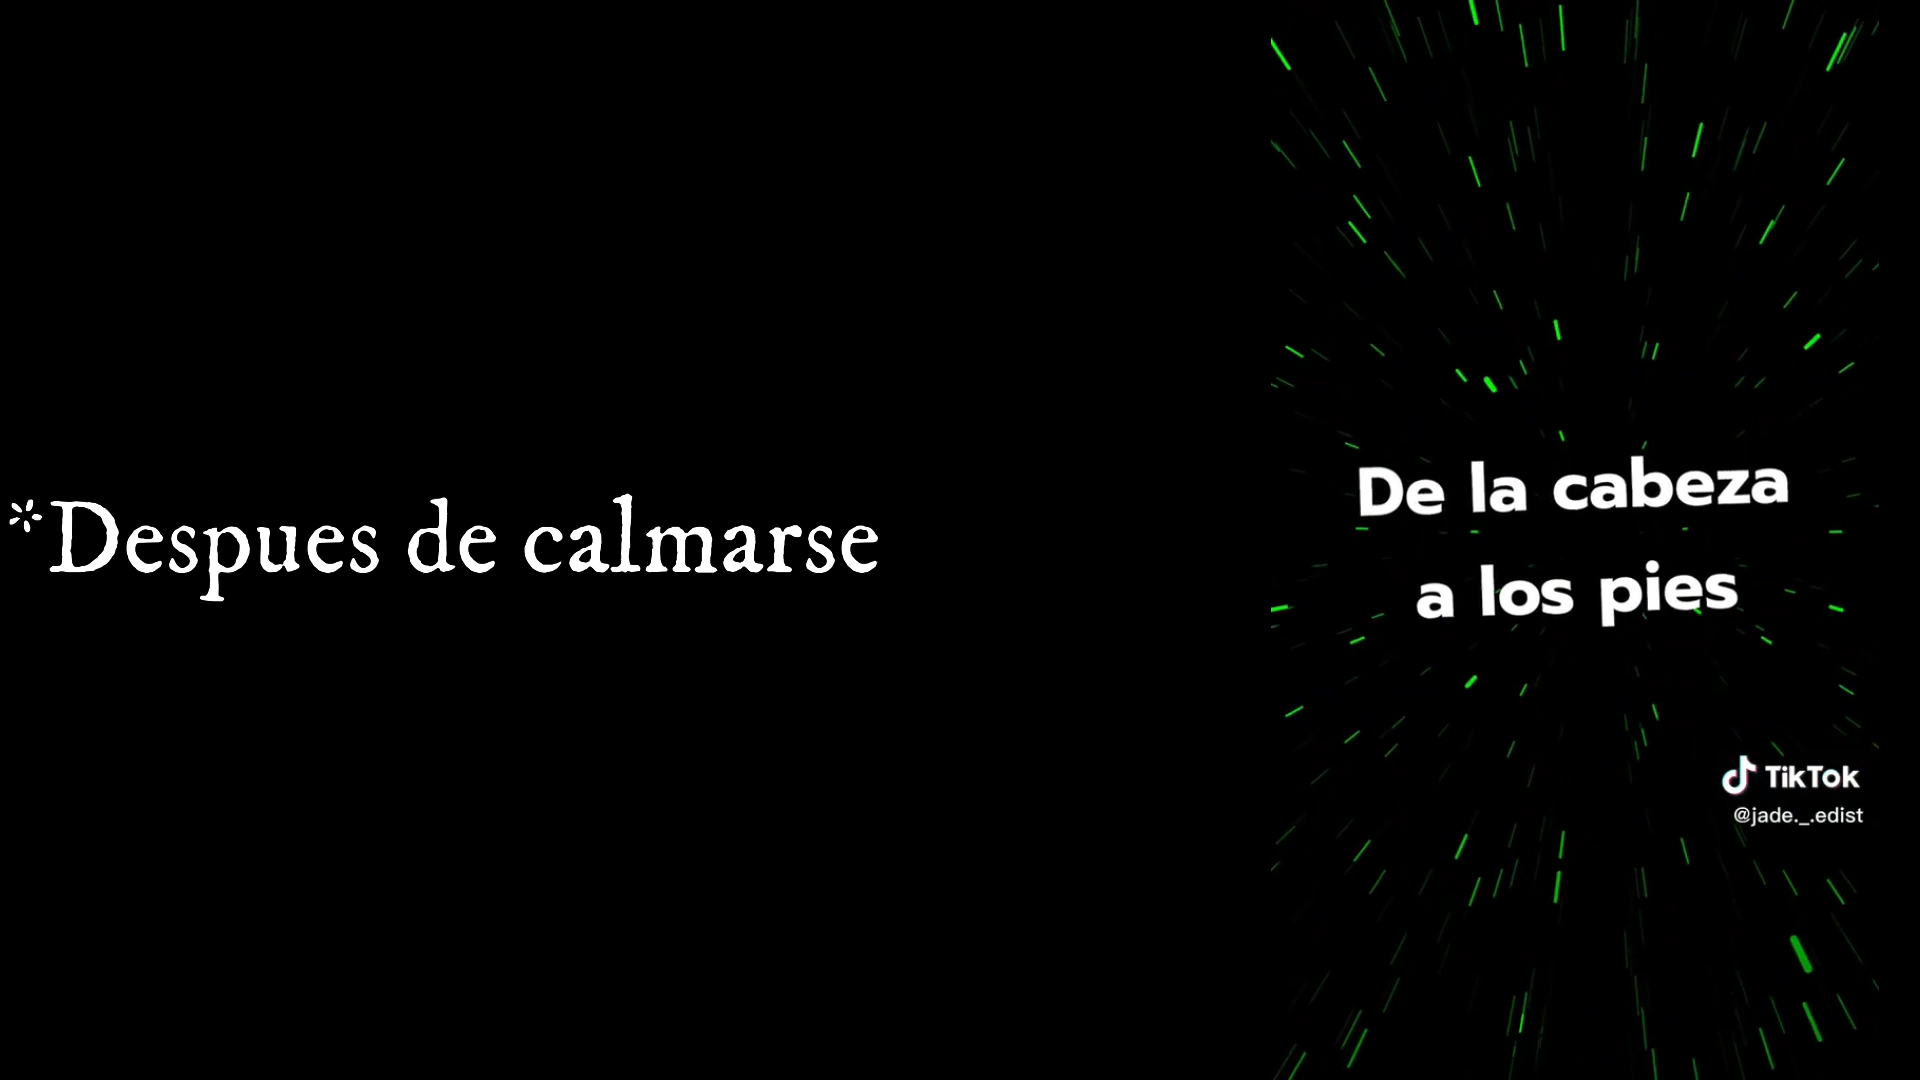 *Despues de calmarse
De la cabeza
a los pies
TikTok
@jade._.edist